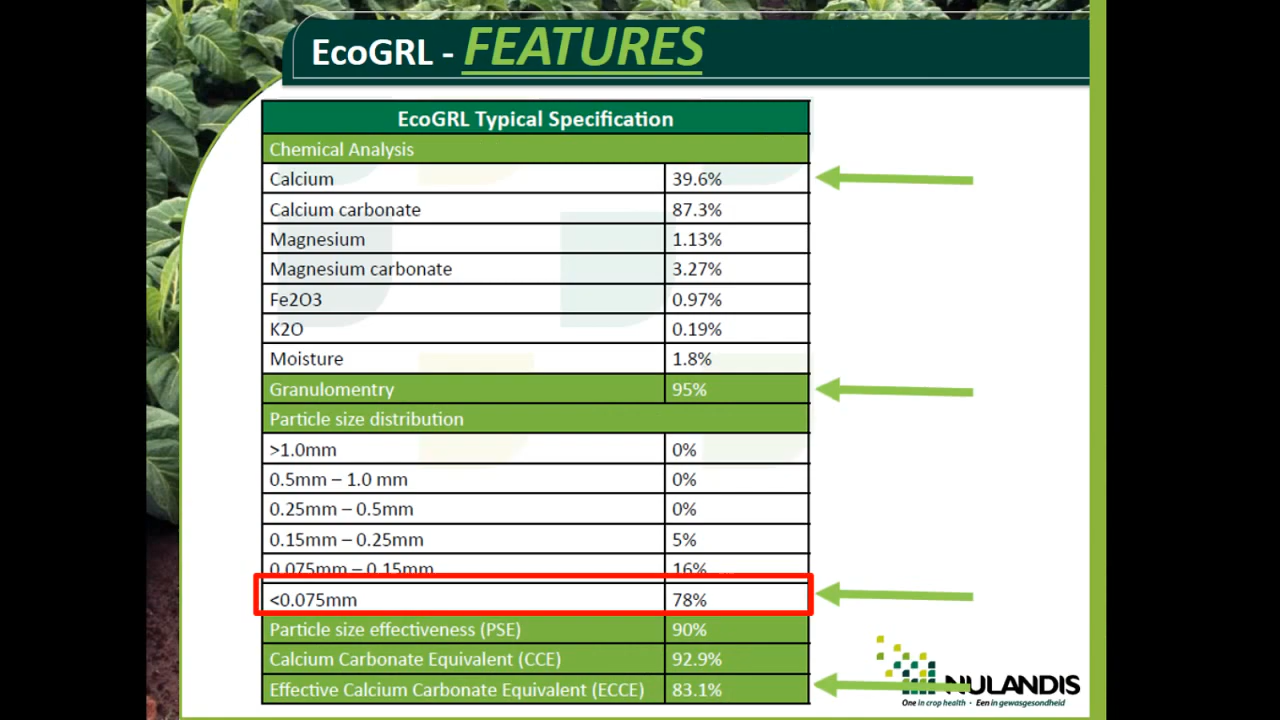 EcoGRL - FEATURES
EcoGRL Typical Specification
Chemical Analysis
Calcium 39.6%
Calcium carbonate 87.3%
Magnesium 1.13%
Magnesium carbonate 3.27%
Fe2O3 0.97%
K2O 0.19%
Moisture 1.8%
Granulomentry 95%
Particle size distribution
>1.0mm 0%
0.5mm – 1.0 mm 0%
0.25mm – 0.5mm 0%
0.15mm – 0.25mm 5%
0.075mm – 0.15mm 16%
<0.075mm 78%
Particle size effectiveness (PSE) 90%
Calcium Carbonate Equivalent (CCE) 92.9%
Effective Calcium Carbonate Equivalent (ECCE) 83.1%
NULANDIS
One in crop health • Een in gewasgesondheid